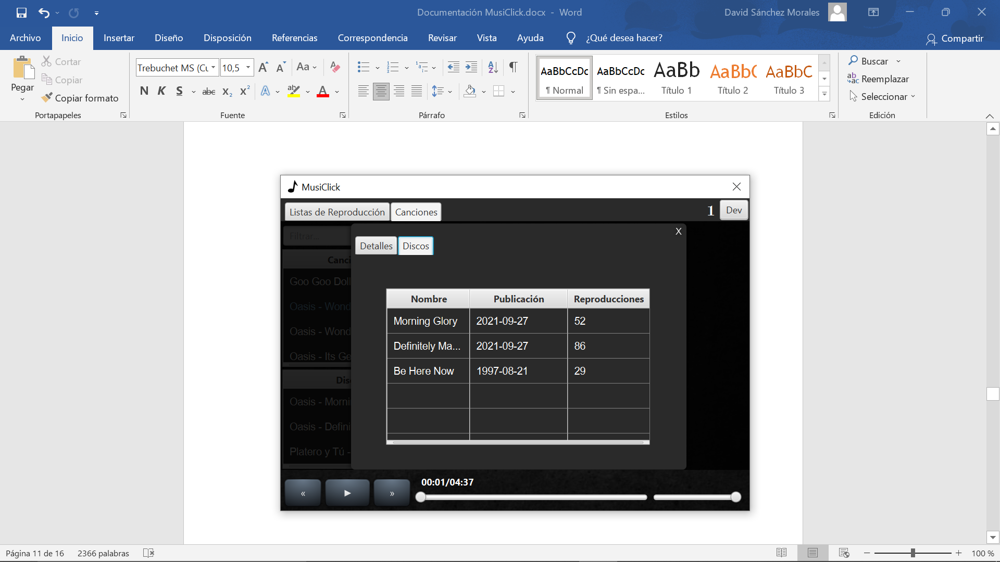 Documentación MusiClick.docx - Word
David Sánchez Morales
Archivo Inicio Insertar Diseño Disposición Referencias Correspondencia Revisar Vista Ayuda ¿Qué desea hacer? Compartir
Pegar
Cortar
Copiar
Copiar formato
Portapapeles
Trebuchet MS (Cu 10,5
N K S abc x₂ x²
Fuente
Párrafo
AaBbCcDc AaBbCcDc AaBb AaBbC AaBbC
¶ Normal ¶ Sin espa... Título 1 Título 2 Título 3
Estilos
Buscar
Reemplazar
Seleccionar
Edición
MusiClick
Listas de Reproducción Canciones 1 Dev
Filtrar...
X
Detalles Discos
Canci
Goo Goo Doll
Oasis - Wond
Oasis - Wond
Oasis - Its Ge
Disc
Oasis - Morni
Oasis - Defini
Platero y Tú -
Nombre Publicación Reproducciones
Morning Glory 2021-09-27 52
Definitely Ma... 2021-09-27 86
Be Here Now 1997-08-21 29
00:01/04:37
« ►  »
Página 11 de 16 2366 palabras 100 %